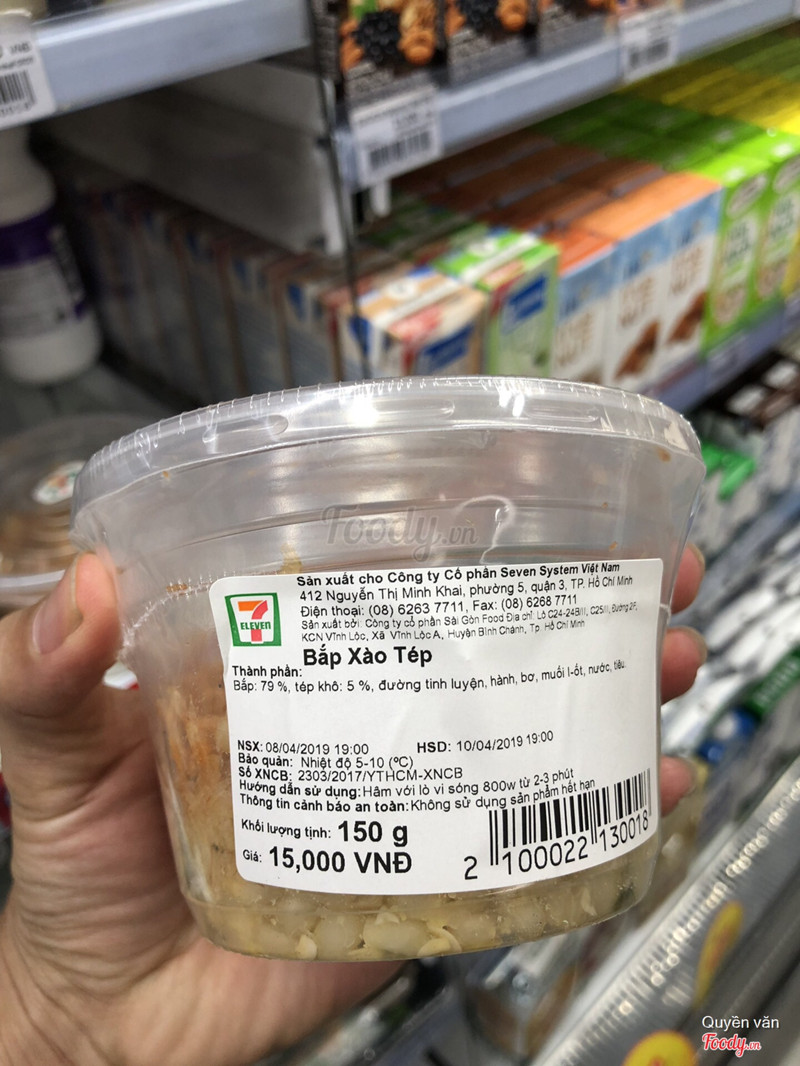 Foody.vn
Sản xuất cho Công ty Cổ phần Seven System Việt Nam
412 Nguyễn Thị Minh Khai, phường 5, quận 3, TP. Hồ Chí Minh
Điện thoại: (08) 6263 7711, Fax: (08) 6268 7711
Sản xuất bởi: Công ty cổ phần Sài Gòn Food Địa chỉ: Lô C24-24B/II, C25/II, Đường 2F,
KCN Vĩnh Lộc, Xã Vĩnh Lộc A, Huyện Bình Chánh, Tp. Hồ Chí Minh
7
ELEVEN
Bắp Xào Tép
Thành phần:
Bắp: 79 %, tép khô: 5 %, đường tinh luyện, hành, bơ, muối I-ốt, nước, tiêu.
NSX: 08/04/2019 19:00 HSD: 10/04/2019 19:00
Bảo quản: Nhiệt độ 5-10 (°C)
Số XNCB: 2303/2017/YTHCM-XNCB
Hướng dẫn sử dụng: Hâm với lò vi sóng 800w từ 2-3 phút
Thông tin cảnh báo an toàn: Không sử dụng sản phẩm hết hạn
Khối lượng tịnh: 150 g
Giá: 15,000 VNĐ
2 100022 130018
Quyền văn
Foody.vn